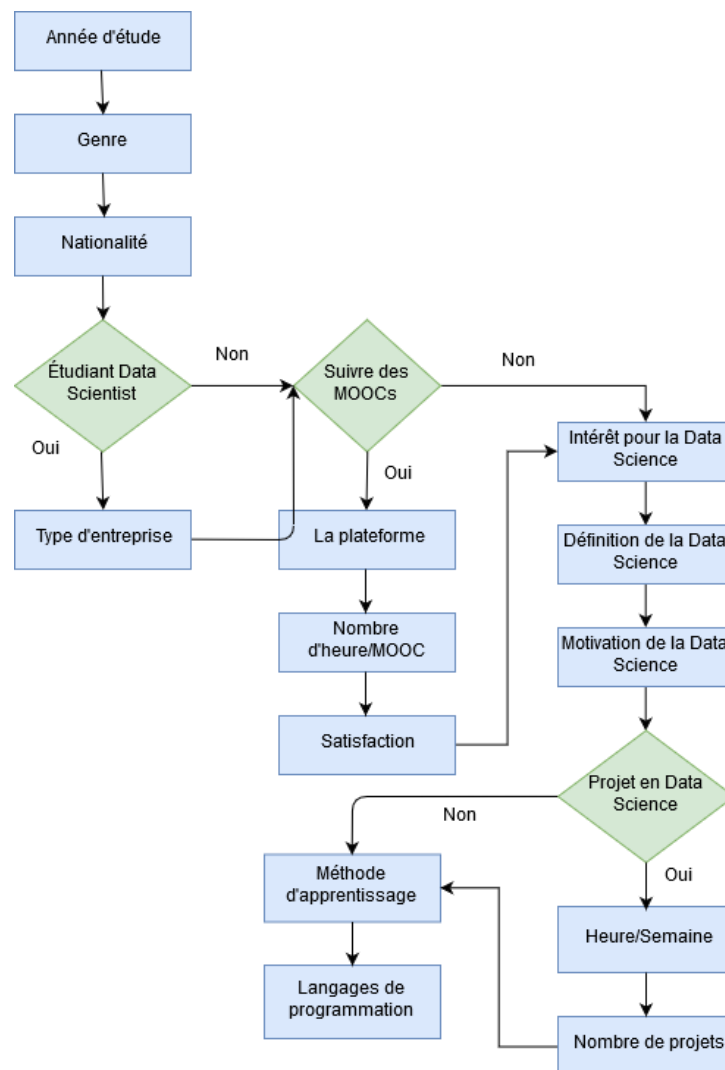 Année d'étude
Genre
Nationalité
Étudiant Data
Scientist
Non
Oui
Type d'entreprise
Suivre des
MOOCs
Non
Oui
La plateforme
Nombre
d'heure/MOOC
Satisfaction
Intérêt pour la Data
Science
Définition de la Data
Science
Motivation de la Data
Science
Projet en Data
Science
Non
Oui
Heure/Semaine
Nombre de projets
Méthode
d'apprentissage
Langages de
programmation